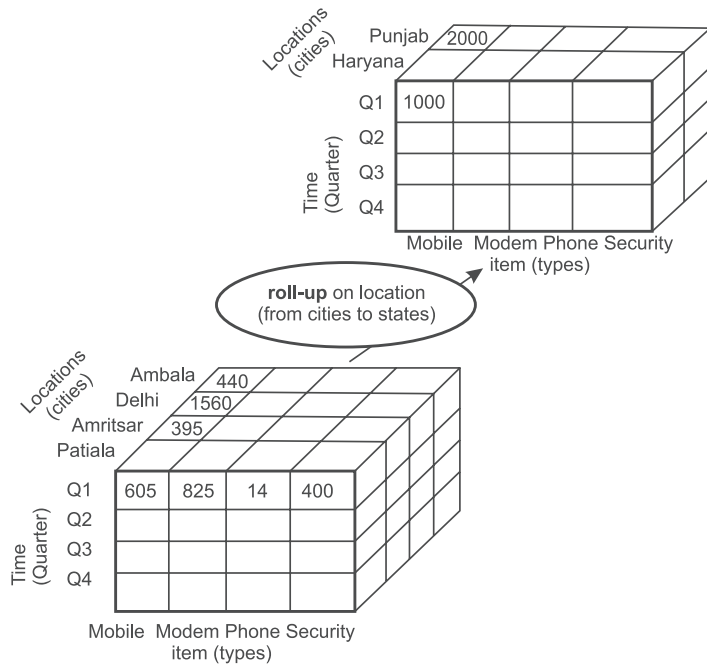 Locations
(cities)
Punjab 2000
Haryana
Q1 1000
Q2
Q3
Q4
Time
(Quarter)
Mobile Modem Phone Security
item (types)
roll-up on location
(from cities to states)
Locations
(cities)
Ambala 440
Delhi 1560
Amritsar 395
Patiala
Q1 605 825 14 400
Q2
Q3
Q4
Time
(Quarter)
Mobile Modem Phone Security
item (types)